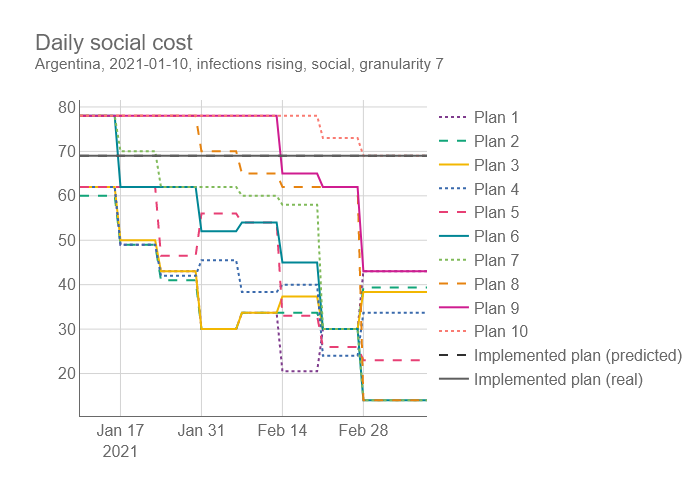 Daily social cost
Argentina, 2021-01-10, infections rising, social, granularity 7
80
70
60
50
40
30
20
Jan 17
2021
Jan 31
Feb 14
Feb 28
Plan 1
Plan 2
Plan 3
Plan 4
Plan 5
Plan 6
Plan 7
Plan 8
Plan 9
Plan 10
Implemented plan (predicted)
Implemented plan (real)